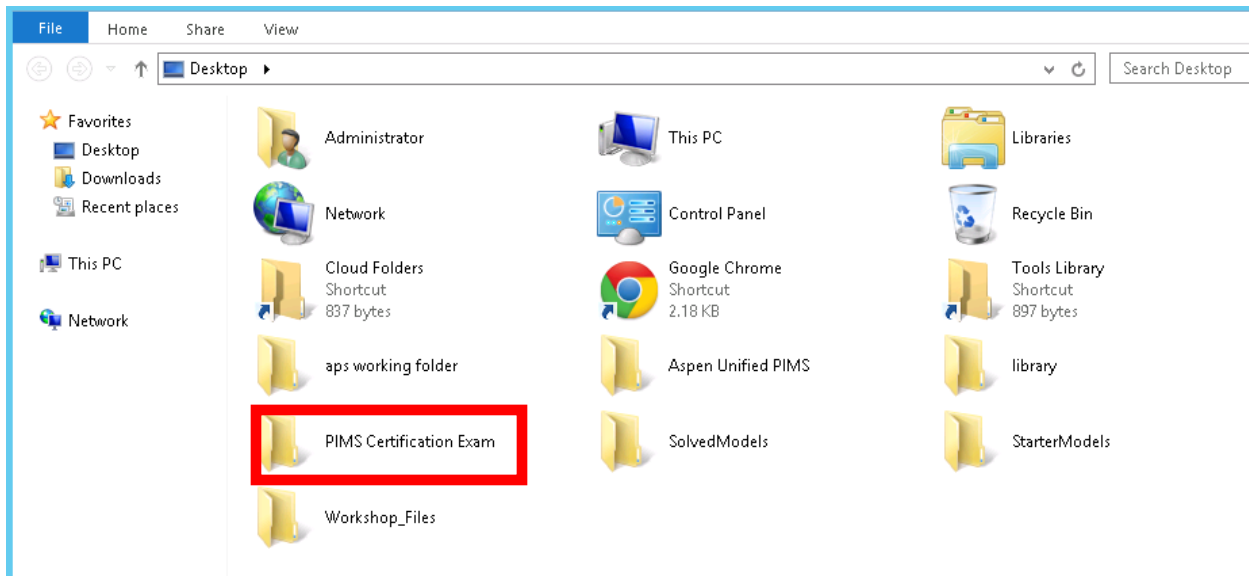 File Home Share View
Desktop
Search Desktop
Favorites
Desktop
Downloads
Recent places
This PC
Network
Administrator
This PC
Libraries
Network
Control Panel
Recycle Bin
Cloud Folders
Shortcut
837 bytes
Google Chrome
Shortcut
2.18 KB
Tools Library
Shortcut
897 bytes
aps working folder
Aspen Unified PIMS
library
PIMS Certification Exam
SolvedModels
StarterModels
Workshop_Files